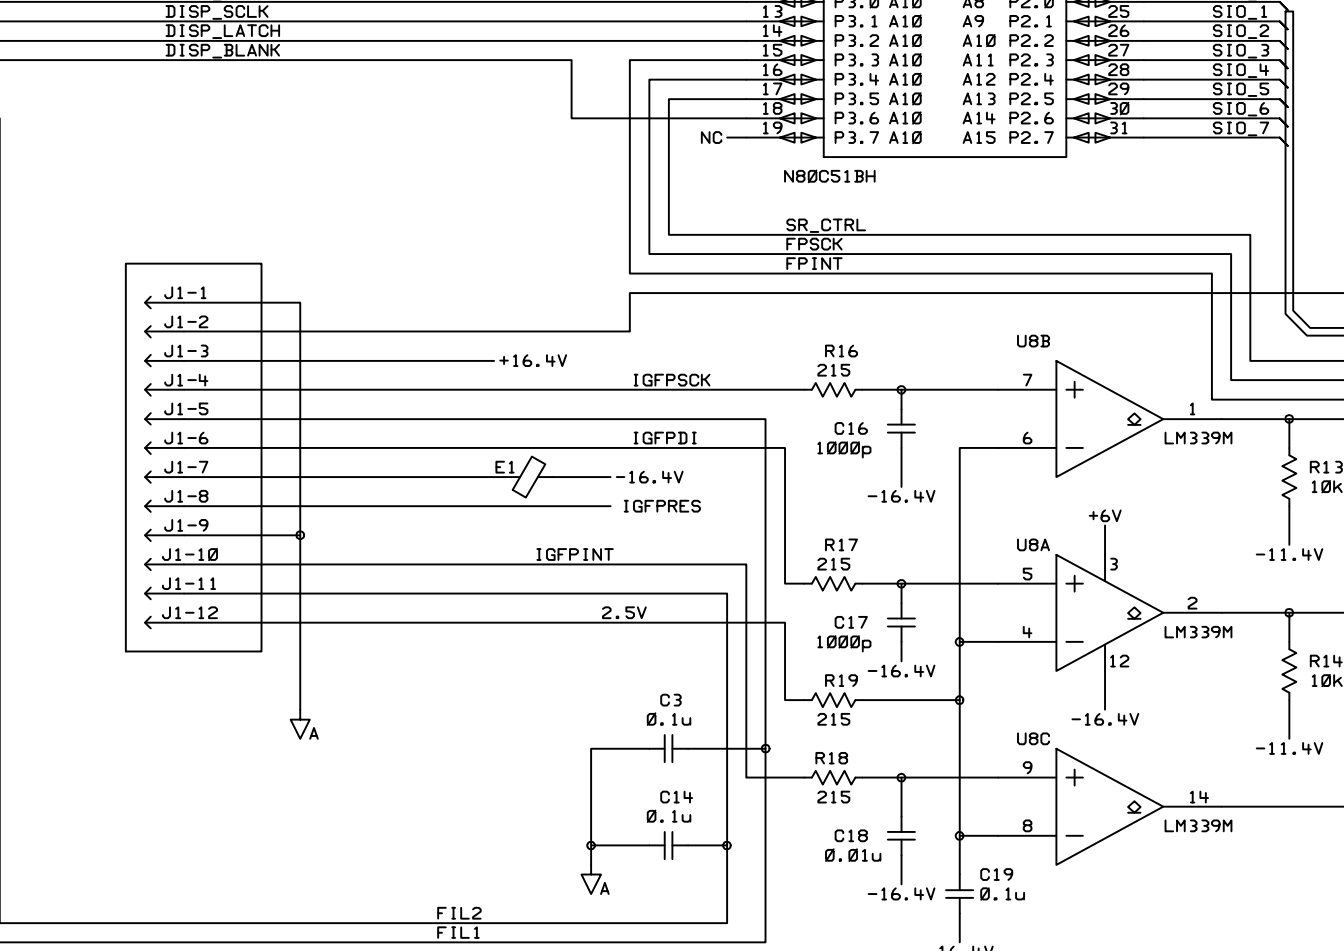 P3.0 A10 A8 P2.0
DISP_SCLK 13 P3.1 A10 A9 P2.1 25 SIO_1
DISP_LATCH 14 P3.2 A10 A10 P2.2 26 SIO_2
DISP_BLANK 15 P3.3 A10 A11 P2.3 27 SIO_3
16 P3.4 A10 A12 P2.4 28 SIO_4
17 P3.5 A10 A13 P2.5 29 SIO_5
18 P3.6 A10 A14 P2.6 30 SIO_6
NC 19 P3.7 A10 A15 P2.7 31 SIO_7
N80C51BH
SR_CTRL
FPSCK
FPINT
J1-1
J1-2
J1-3 +16.4V
J1-4 IGFPSCK
J1-5
J1-6 IGFPDI
J1-7 E1 -16.4V
J1-8 IGFPRES
J1-9
J1-10 IGFPINT
J1-11
J1-12 2.5V
A
R16
215
C16
1000p
-16.4V
U8B
7
6
1
LM339M
R13
10k
-11.4V
R17
215
C17
1000p
-16.4V
+6V
U8A
3
5
4
2
12
LM339M
-16.4V
R14
10k
-11.4V
R19
215
C3
0.1u
C14
0.1u
A
R18
215
C18
0.01u
-16.4V
U8C
9
8
14
LM339M
C19
0.1u
FIL2
FIL1